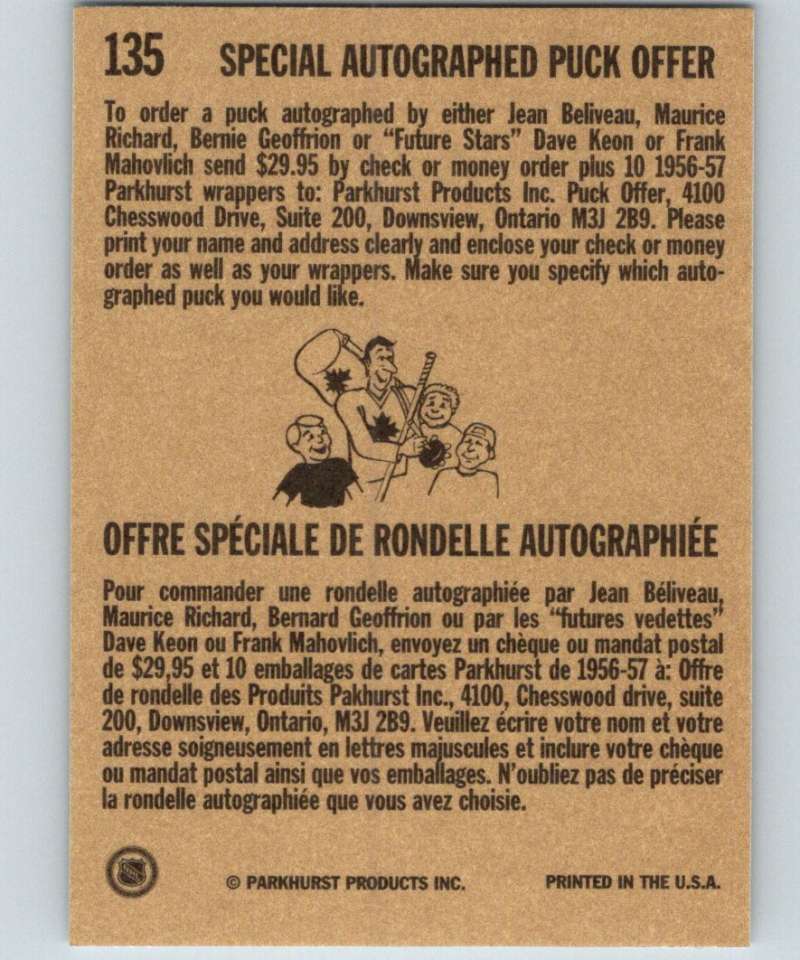 135 SPECIAL AUTOGRAPHED PUCK OFFER
To order a puck autographed by either Jean Beliveau, Maurice
Richard, Bernie Geoffrion or "Future Stars" Dave Keon or Frank
Mahovlich send $29.95 by check or money order plus 10 1956-57
Parkhurst wrappers to: Parkhurst Products Inc. Puck Offer, 4100
Chesswood Drive, Suite 200, Downsview, Ontario M3J 2B9. Please
print your name and address clearly and enclose your check or money
order as well as your wrappers. Make sure you specify which auto-
graphed puck you would like.
OFFRE SPÉCIALE DE RONDELLE AUTOGRAPHIÉE
Pour commander une rondelle autographiée par Jean Béliveau,
Maurice Richard, Bernard Geoffrion ou par les "futures vedettes"
Dave Keon ou Frank Mahovlich, envoyez un chèque ou mandat postal
de $29,95 et 10 emballages de cartes Parkhurst de 1956-57 à: Offre
de rondelle des Produits Pakhurst Inc., 4100, Chesswood drive, suite
200, Downsview, Ontario, M3J 2B9. Veuillez écrire votre nom et votre
adresse soigneusement en lettres majuscules et inclure votre chèque
ou mandat postal ainsi que vos emballages. N'oubliez pas de préciser
la rondelle autographiée que vous avez choisie.
© PARKHURST PRODUCTS INC. PRINTED IN THE U.S.A.